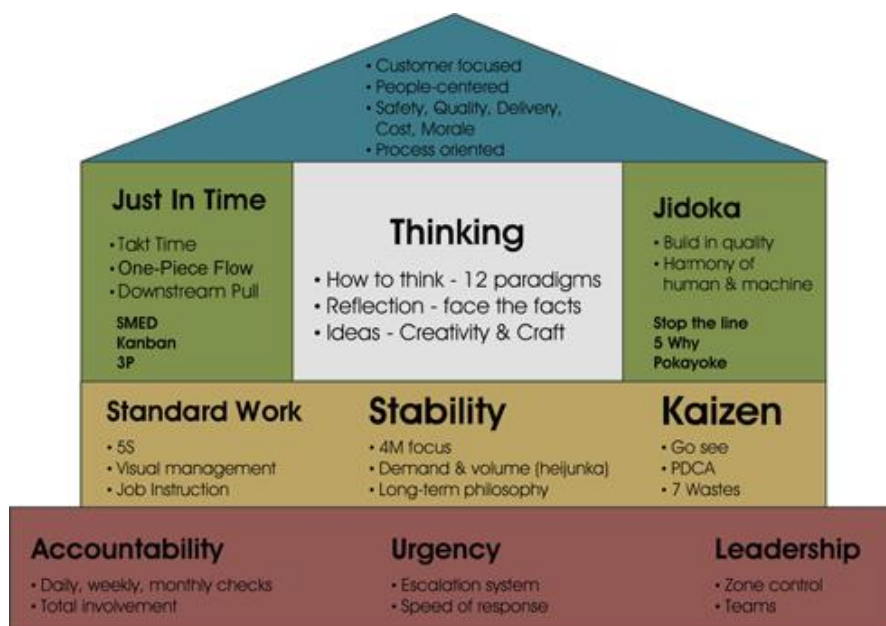 • Customer focused
• People-centered
• Safety, Quality, Delivery,
Cost, Morale
• Process oriented
Just In Time
• Takt Time
• One-Piece Flow
• Downstream Pull
SMED
Kanban
3P
Thinking
• How to think - 12 paradigms
• Reflection - face the facts
• Ideas - Creativity & Craft
Jidoka
• Build in quality
• Harmony of
human & machine
Stop the line
5 Why
Pokayoke
Standard Work
• 5S
• Visual management
• Job Instruction
Stability
• 4M focus
• Demand & volume (heijunka)
• Long-term philosophy
Kaizen
• Go see
• PDCA
• 7 Wastes
Accountability
• Daily, weekly, monthly checks
• Total involvement
Urgency
• Escalation system
• Speed of response
Leadership
• Zone control
• Teams